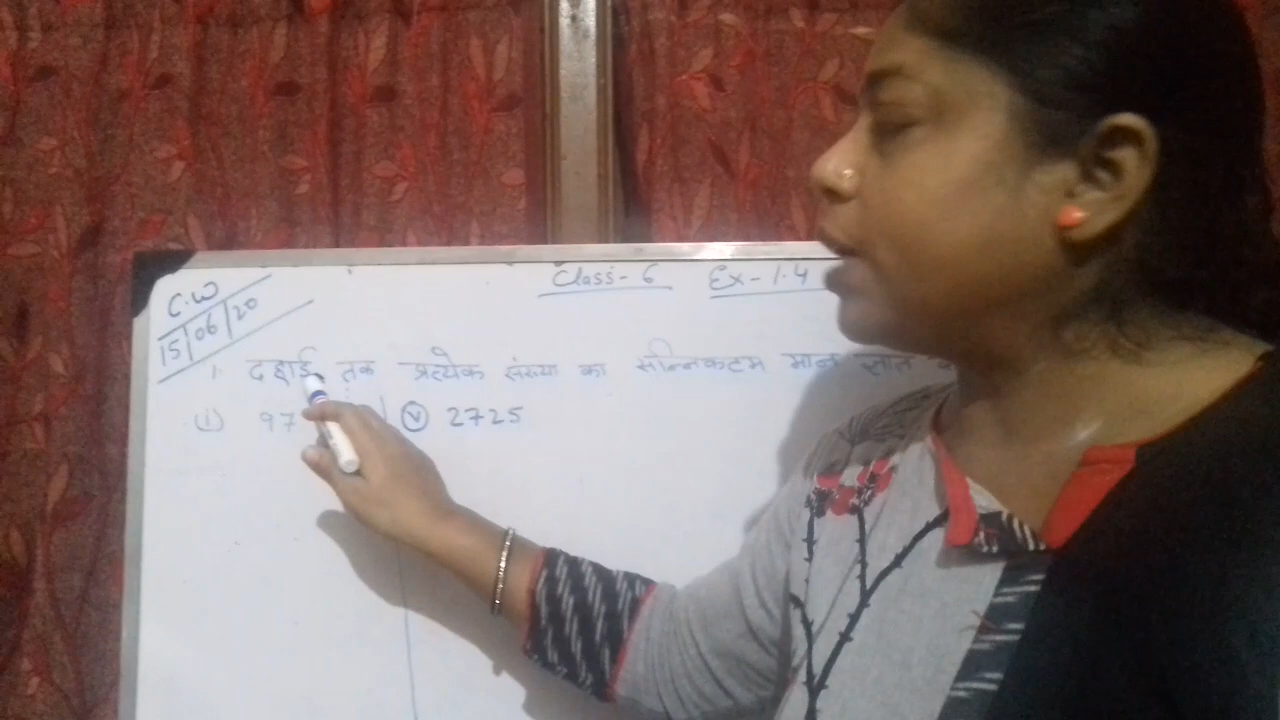 C.W
15/06/20
Class- 6 Ex- 1.4
1. दहाई तक प्रत्येक संख्या का सन्निकटम मान ज्ञात
(i) 97 (v) 2725